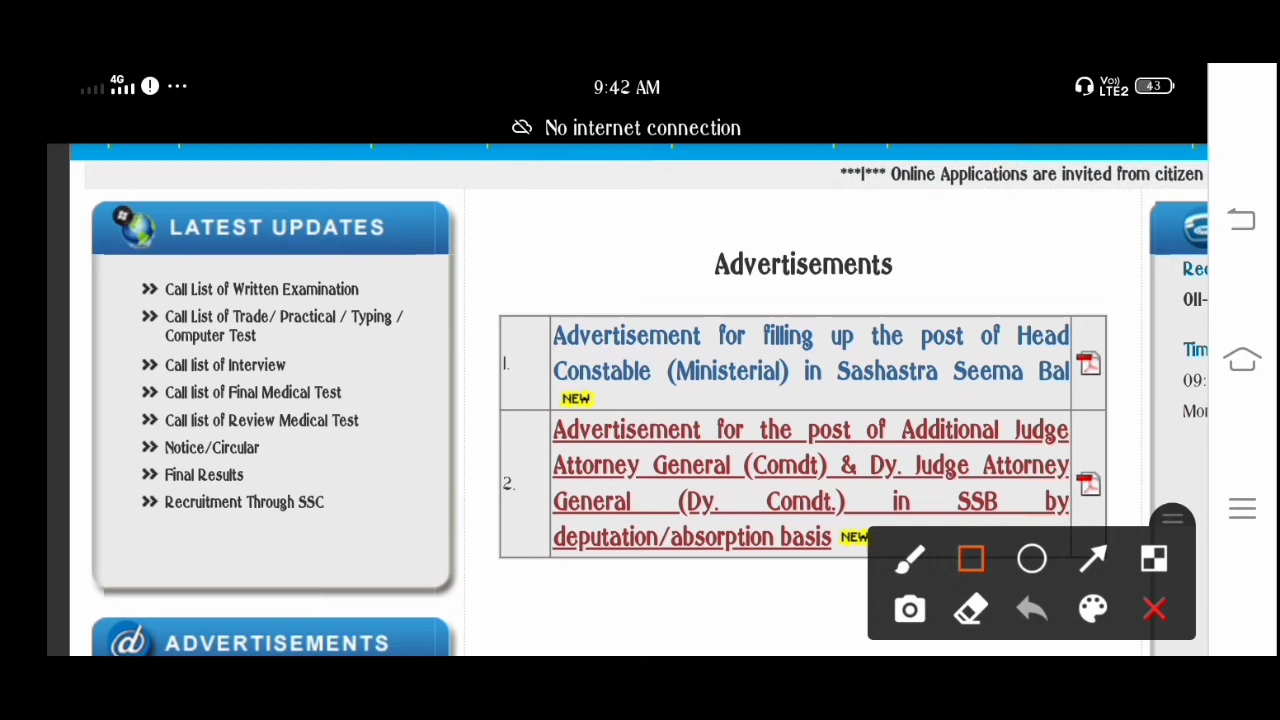 4G
9:42 AM
Vo))
LTE2
43
No internet connection
***|*** Online Applications are invited from citizen
LATEST UPDATES
Call List of Written Examination
Call List of Trade/ Practical / Typing /
Computer Test
Call list of Interview
Call list of Final Medical Test
Call list of Review Medical Test
Notice/Circular
Final Results
Recruitment Through SSC
@ ADVERTISEMENTS
Advertisements
1.
Advertisement for filling up the post of Head
Constable (Ministerial) in Sashastra Seema Bal
NEW
2.
Advertisement for the post of Additional Judge
Attorney General (Comdt) & Dy. Judge Attorney
General (Dy. Comdt.) in SSB by
deputation/absorption basis NEW
011-
09: